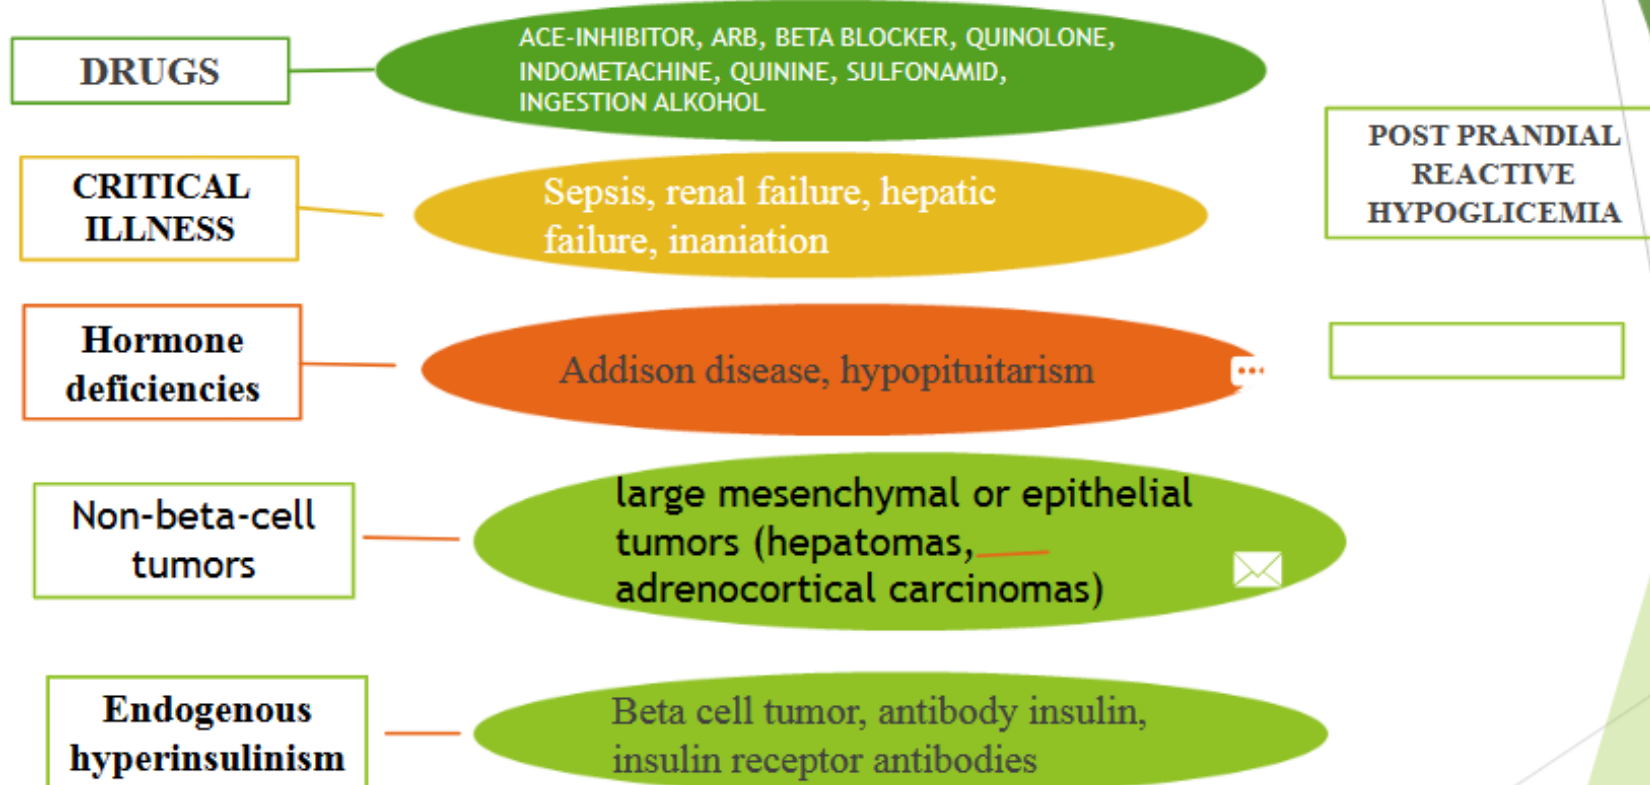 DRUGS
ACE-INHIBITOR, ARB, BETA BLOCKER, QUINOLONE,
INDOMETACHINE, QUININE, SULFONAMID,
INGESTION ALKOHOL
CRITICAL
ILLNESS
Sepsis, renal failure, hepatic
failure, inaniation
Hormone
deficiencies
Addison disease, hypopituitarism
Non-beta-cell
tumors
large mesenchymal or epithelial
tumors (hepatomas,
adrenocortical carcinomas)
Endogenous
hyperinsulinism
Beta cell tumor, antibody insulin,
insulin receptor antibodies
POST PRANDIAL
REACTIVE
HYPOGLICEMIA